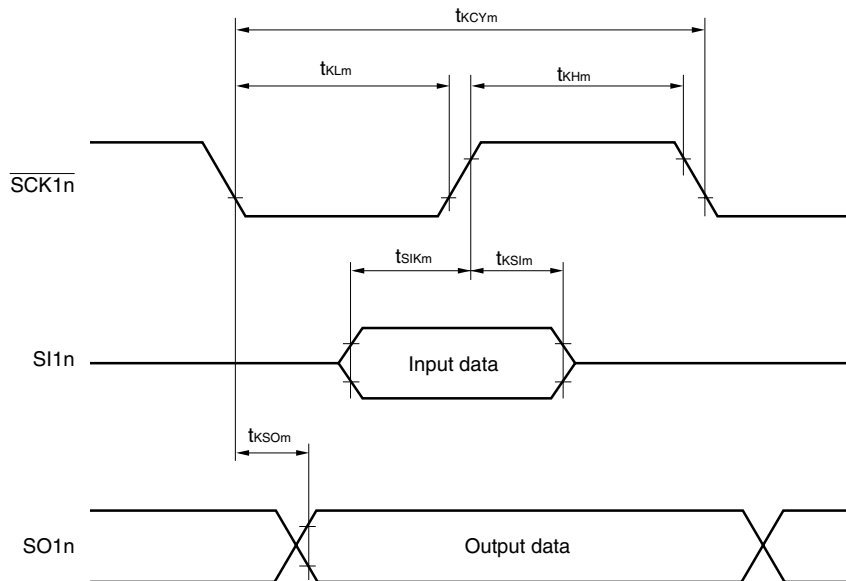 tKCYm
tKLm
tKHm
SCK1n
tSIKm
tKSIm
SI1n
Input data
tKSOm
SO1n
Output data